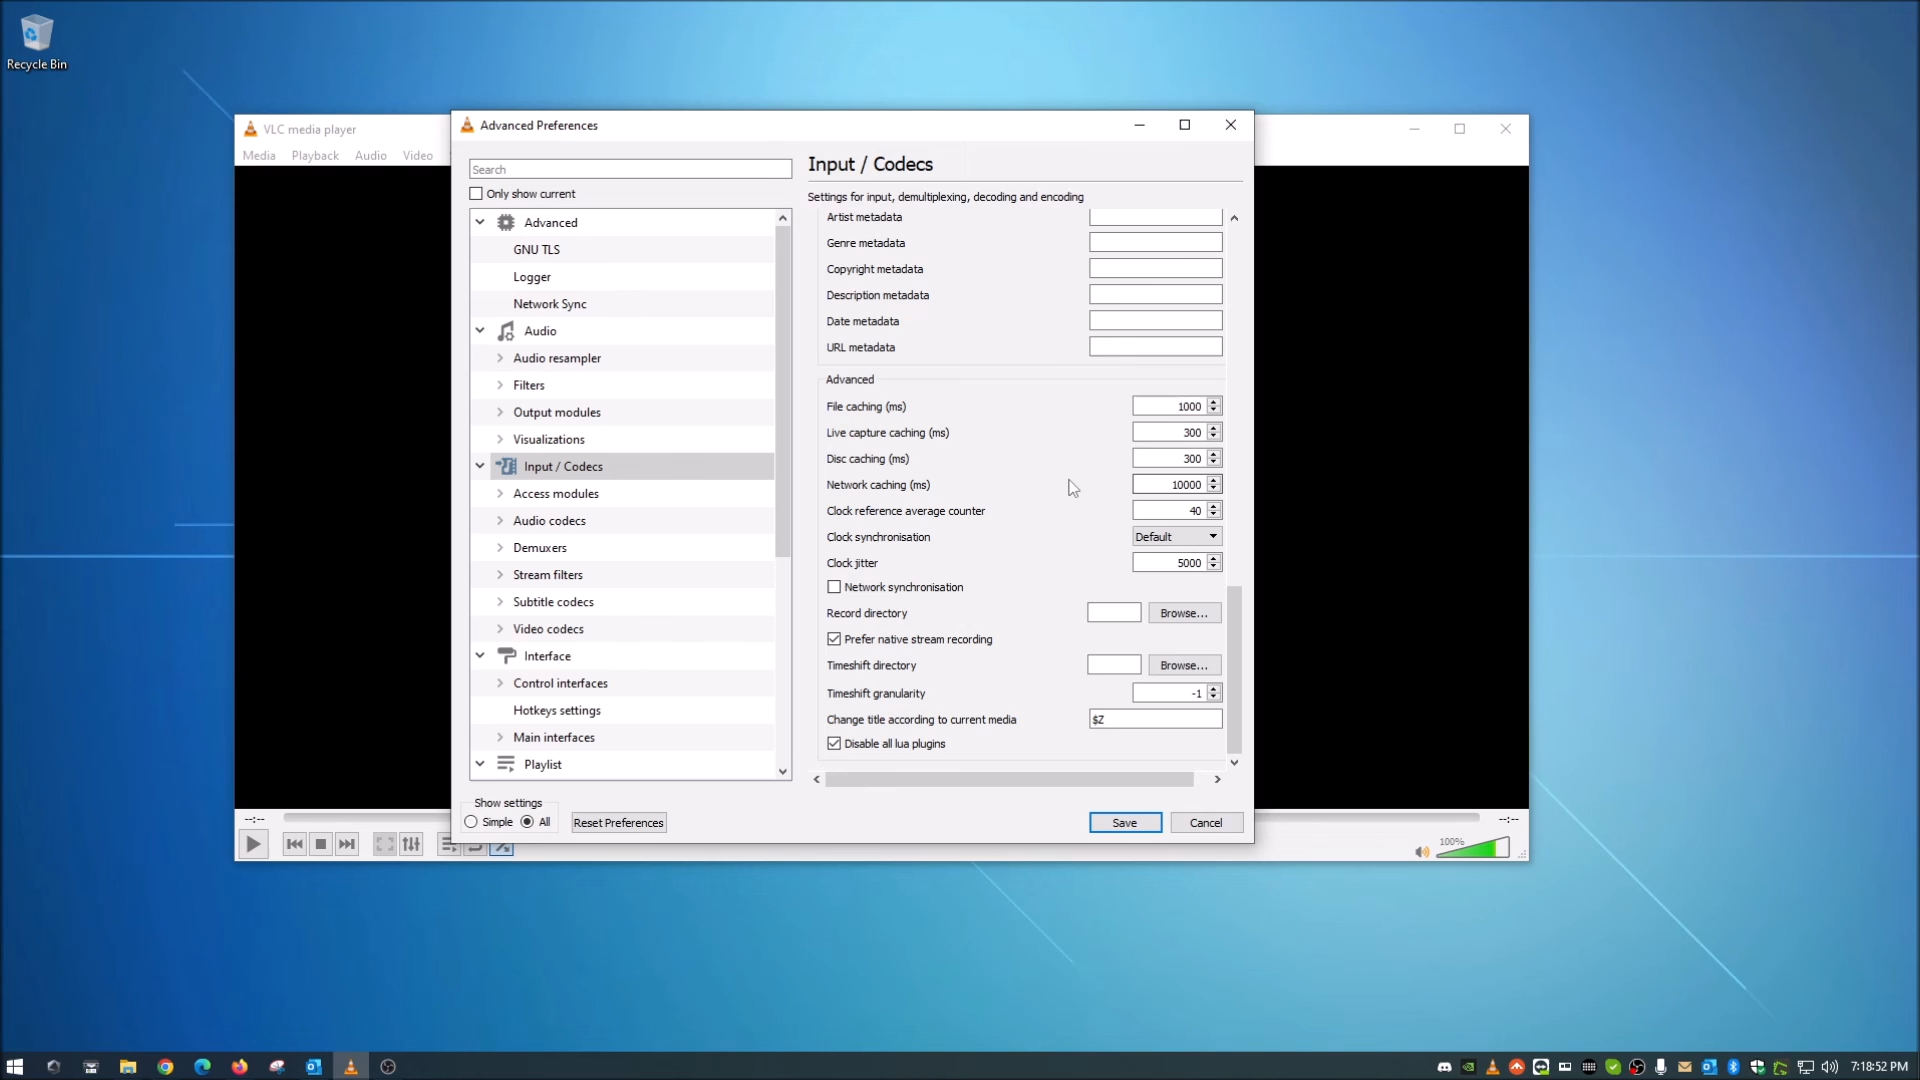 Recycle Bin
VLC media player
Media Playback Audio Video
Advanced Preferences
Search
Only show current
Advanced
GNU TLS
Logger
Network Sync
Audio
Audio resampler
Filters
Output modules
Visualizations
Input / Codecs
Access modules
Audio codecs
Demuxers
Stream filters
Subtitle codecs
Video codecs
Interface
Control interfaces
Hotkeys settings
Main interfaces
Playlist
Show settings
Simple All
Reset Preferences
Input / Codecs
Settings for input, demultiplexing, decoding and encoding
Artist metadata
Genre metadata
Copyright metadata
Description metadata
Date metadata
URL metadata
Advanced
File caching (ms) 1000
Live capture caching (ms) 300
Disc caching (ms) 300
Network caching (ms) 10000
Clock reference average counter 40
Clock synchronisation Default
Clock jitter 5000
Network synchronisation
Record directory Browse...
Prefer native stream recording
Timeshift directory Browse...
Timeshift granularity -1
Change title according to current media $Z
Disable all lua plugins
Save Cancel
--:-- --:--
100%
7:18:52 PM